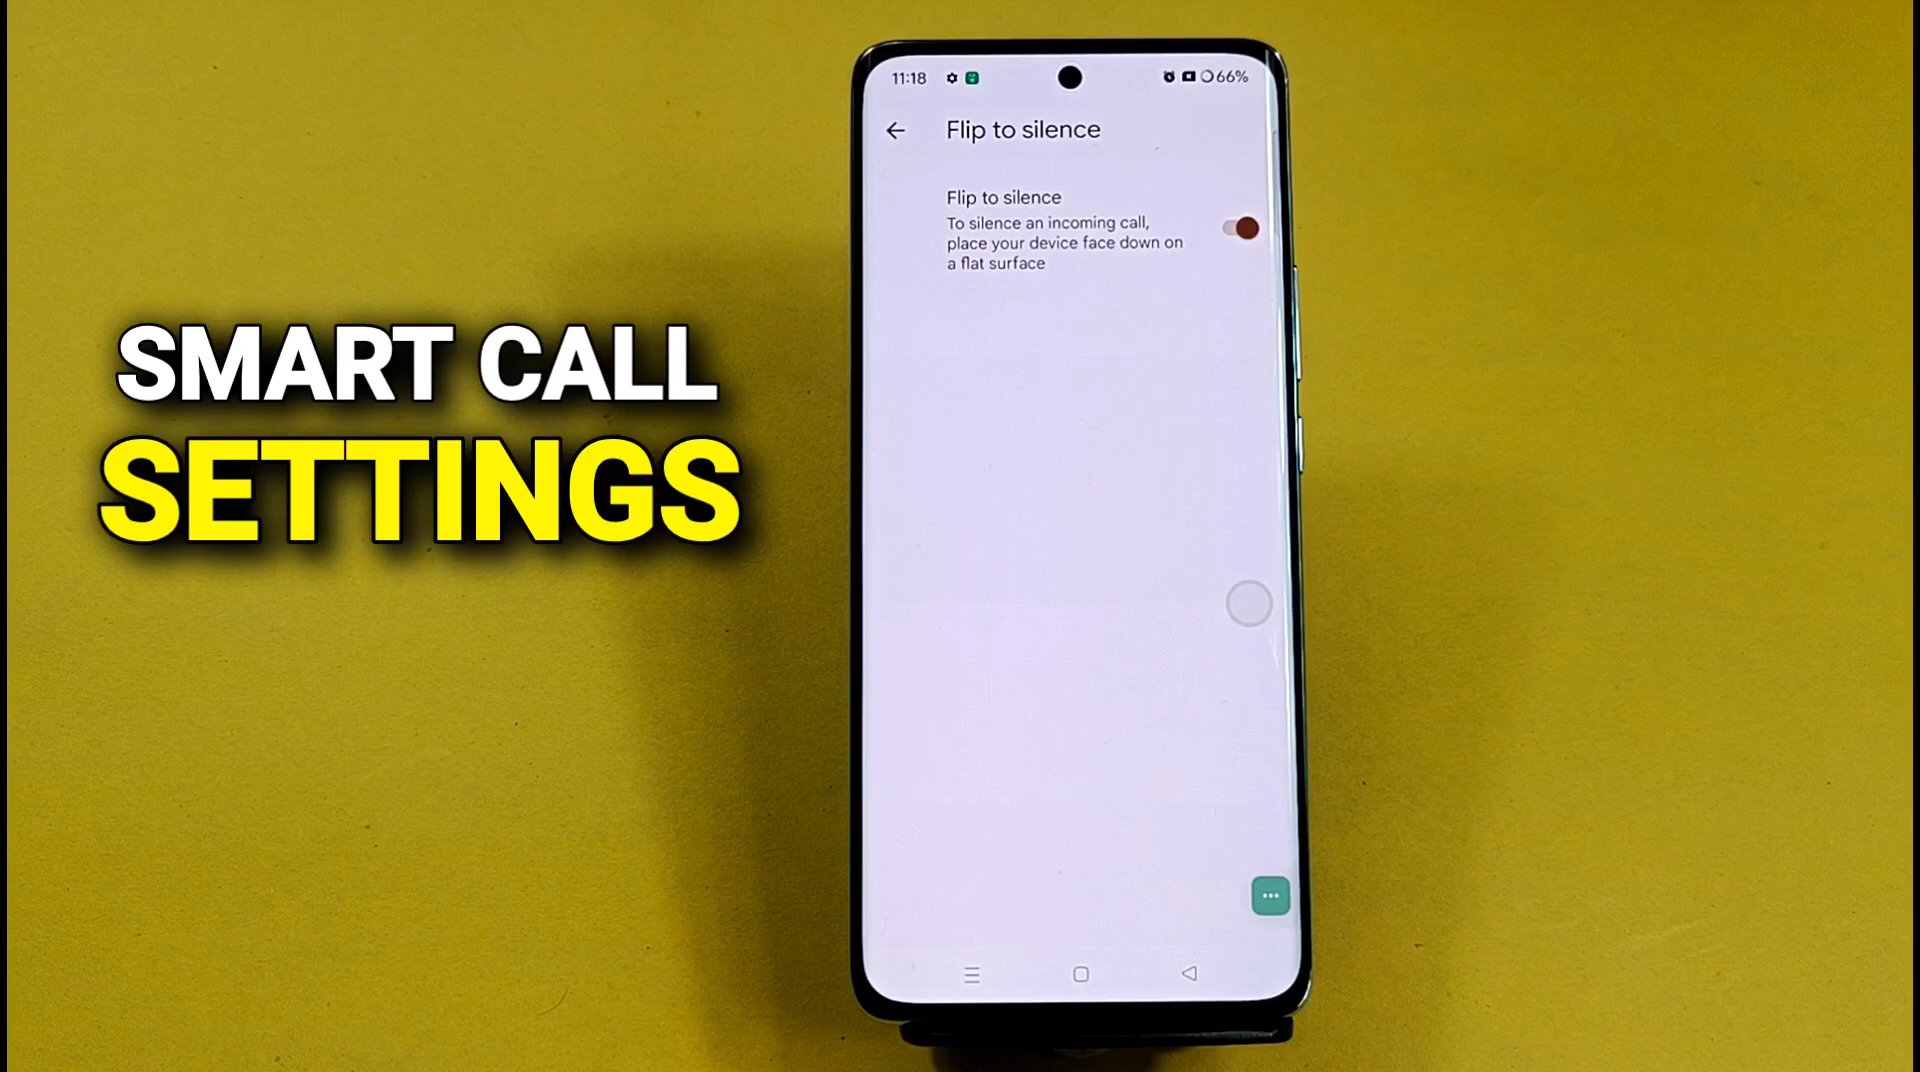 11:18
66%
Flip to silence
Flip to silence
To silence an incoming call,
place your device face down on
a flat surface
SMART CALL
SETTINGS